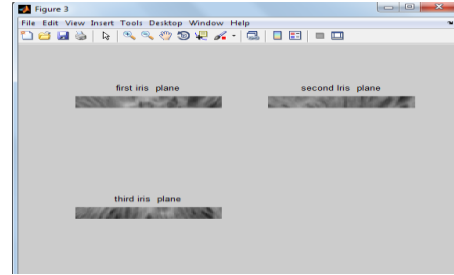 Figure 3
File Edit View Insert Tools Desktop Window Help
first iris plane
second Iris plane
third iris plane